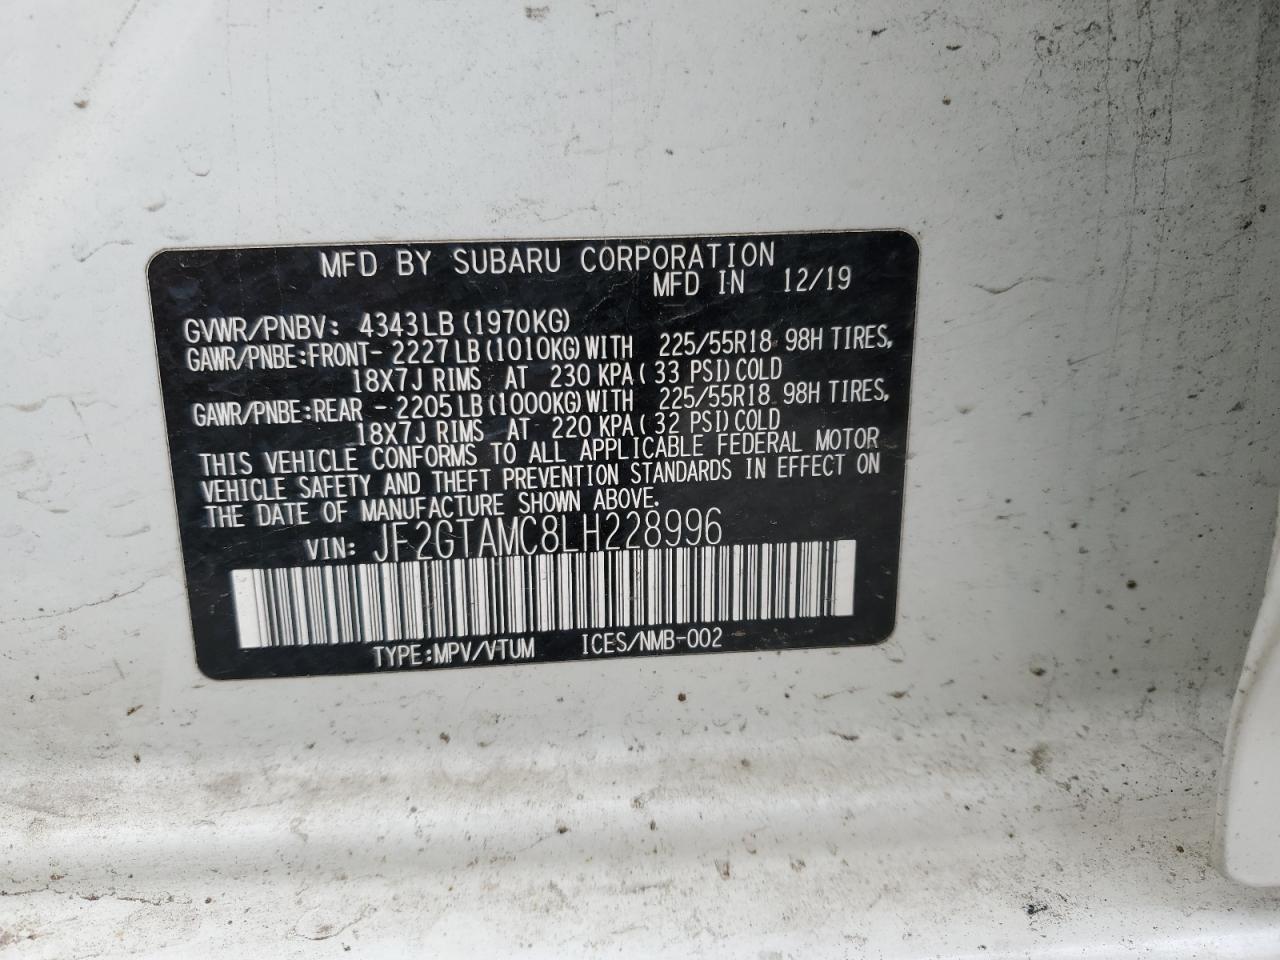 MFD BY SUBARU CORPORATION
MFD IN 12/19
GVWR/PNBV: 4343LB(1970KG)
GAWR/PNBE:FRONT- 2227LB(1010KG)WITH 225/55R18 98H TIRES,
18X7J RIMS AT 230 KPA( 33 PSI)COLD
GAWR/PNBE:REAR - 2205LB(1000KG)WITH 225/55R18 98H TIRES,
18X7J RIMS AT 220 KPA( 32 PSI)COLD
THIS VEHICLE CONFORMS TO ALL APPLICABLE FEDERAL MOTOR
VEHICLE SAFETY AND THEFT PREVENTION STANDARDS IN EFFECT ON
THE DATE OF MANUFACTURE SHOWN ABOVE.
VIN: JF2GTAMC8LH228996
TYPE:MPV/VTUM ICES/NMB-002